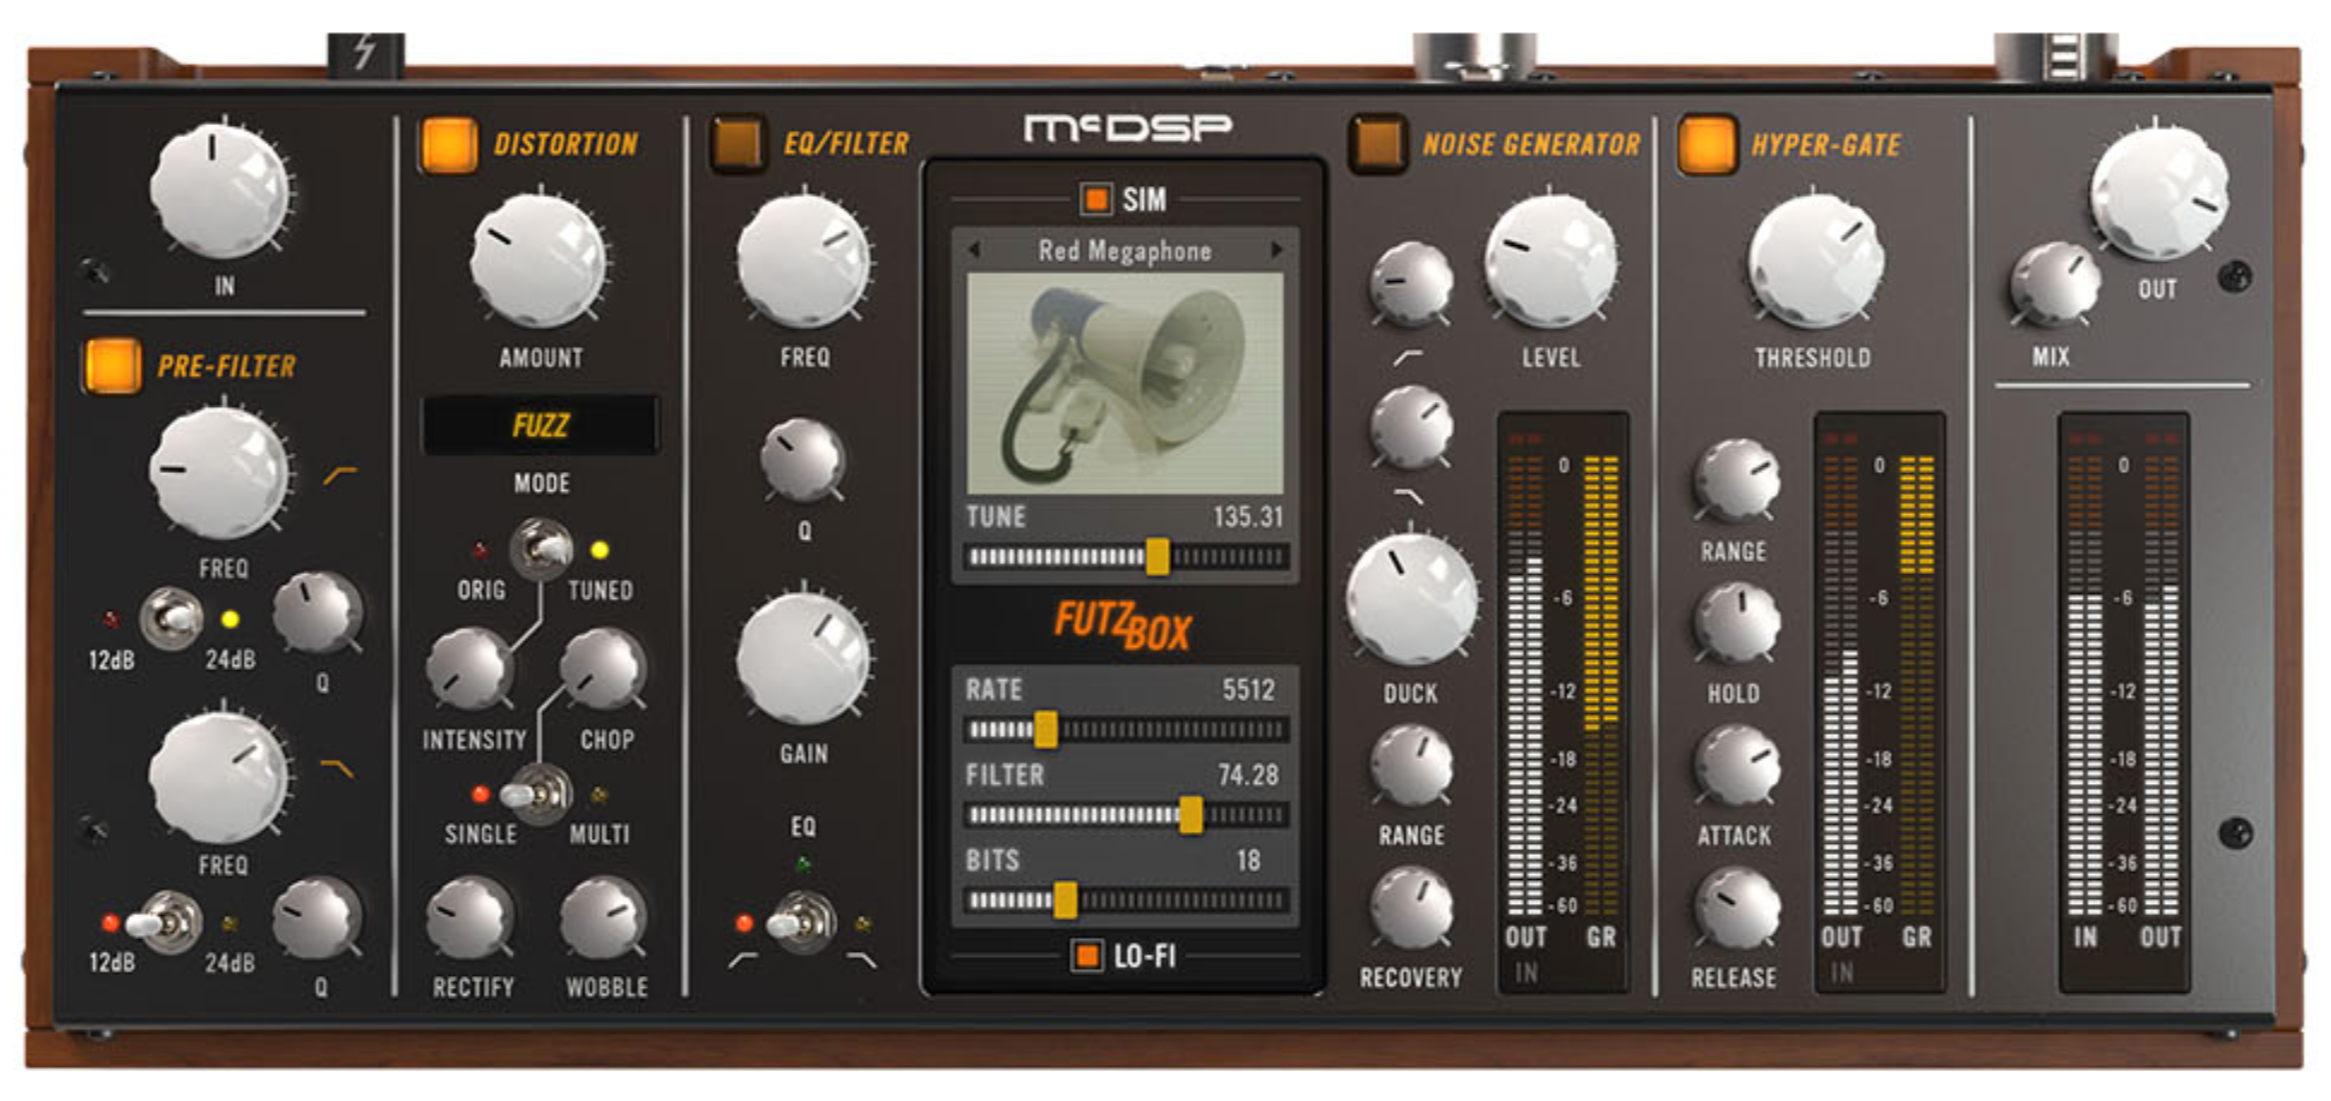 IN
PRE-FILTER
FREQ
12dB 24dB
Q
FREQ
12dB 24dB
Q
DISTORTION
AMOUNT
FUZZ
MODE
ORIG TUNED
INTENSITY CHOP
SINGLE MULTI
RECTIFY WOBBLE
EQ/FILTER
FREQ
Q
GAIN
EQ
McDSP
SIM
Red Megaphone
TUNE 135.31
FUTZBOX
RATE 5512
FILTER 74.28
BITS 18
LO-FI
NOISE GENERATOR
LEVEL
DUCK
RANGE
RECOVERY
0
-6
-12
-18
-24
-36
-60
OUT GR
IN
HYPER-GATE
THRESHOLD
RANGE
HOLD
ATTACK
RELEASE
0
-6
-12
-18
-24
-36
-60
OUT GR
IN
OUT
MIX
0
-6
-12
-18
-24
-36
-60
IN OUT